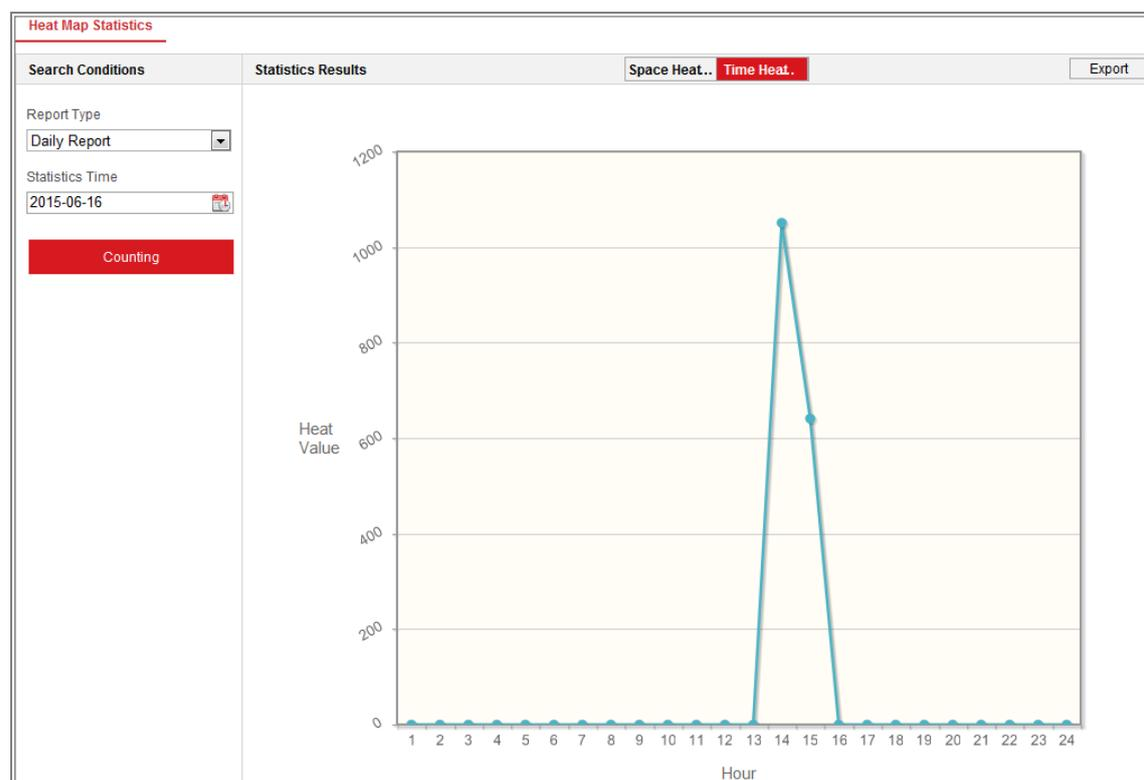 Heat Map Statistics
Search Conditions
Statistics Results
Space Heat...
Time Heat..
Export
Report Type
Daily Report
Statistics Time
2015-06-16
Counting
1200
1000
800
600
400
200
0
Heat
Value
1 2 3 4 5 6 7 8 9 10 11 12 13 14 15 16 17 18 19 20 21 22 23 24
Hour